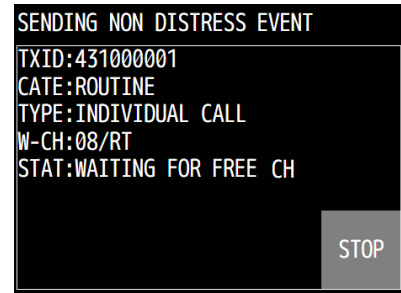 SENDING NON DISTRESS EVENT
TXID:431000001
CATE:ROUTINE
TYPE:INDIVIDUAL CALL
W-CH:08/RT
STAT:WAITING FOR FREE CH
STOP